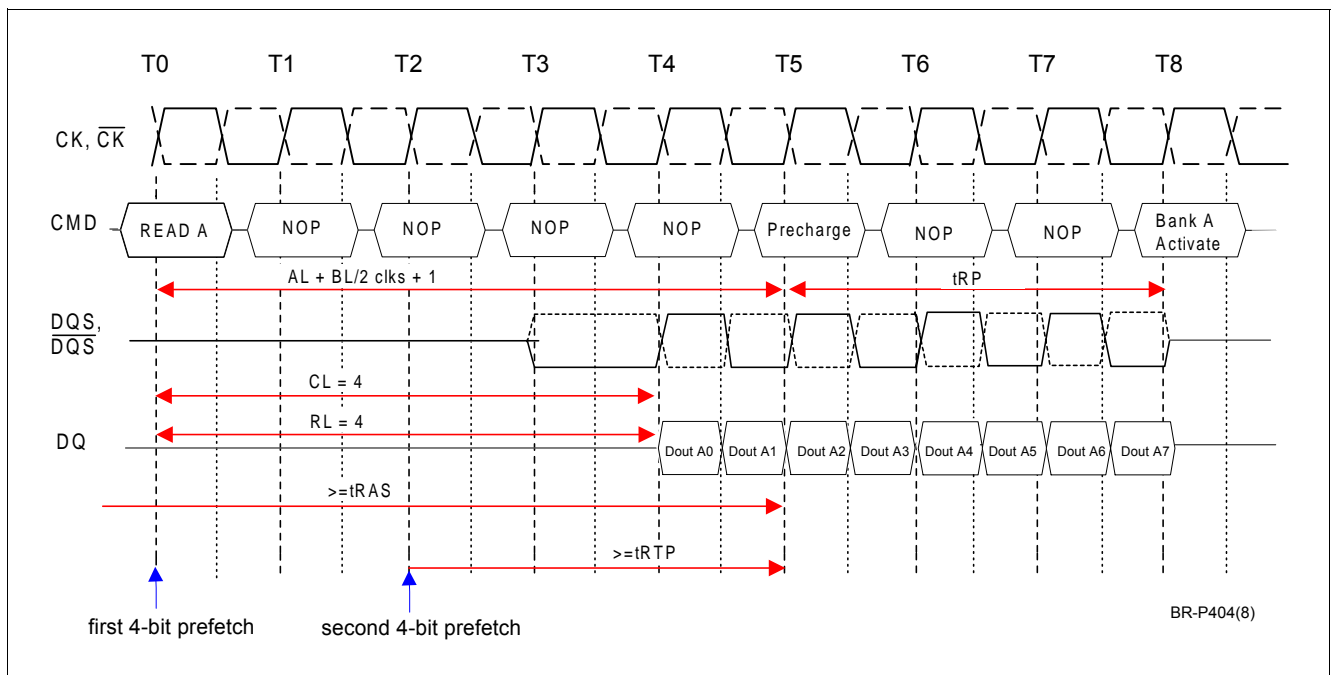 T0 T1 T2 T3 T4 T5 T6 T7 T8
CK, CK
CMD READ A NOP NOP NOP NOP Precharge NOP NOP Bank A
Activate
AL + BL/2 clks + 1 tRP
DQS,
DQS
CL = 4
RL = 4
DQ Dout A0 Dout A1 Dout A2 Dout A3 Dout A4 Dout A5 Dout A6 Dout A7
>=tRAS
>=tRTP
first 4-bit prefetch second 4-bit prefetch
BR-P404(8)